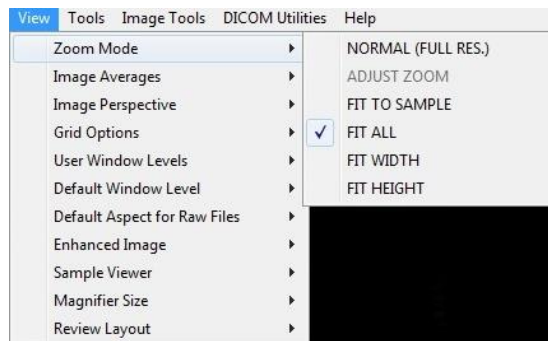 View Tools Image Tools DICOM Utilities Help
Zoom Mode
Image Averages
Image Perspective
Grid Options
User Window Levels
Default Window Level
Default Aspect for Raw Files
Enhanced Image
Sample Viewer
Magnifier Size
Review Layout
NORMAL (FULL RES.)
ADJUST ZOOM
FIT TO SAMPLE
FIT ALL
FIT WIDTH
FIT HEIGHT